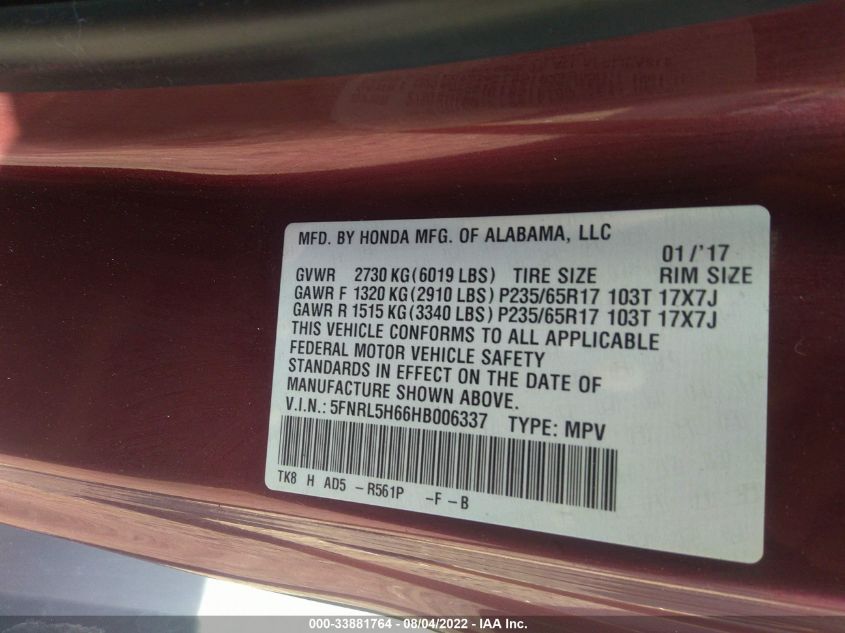 MFD. BY HONDA MFG. OF ALABAMA, LLC
01/'17
GVWR 2730 KG (6019 LBS) TIRE SIZE RIM SIZE
GAWR F 1320 KG (2910 LBS) P235/65R17 103T 17X7J
GAWR R 1515 KG (3340 LBS) P235/65R17 103T 17X7J
THIS VEHICLE CONFORMS TO ALL APPLICABLE
FEDERAL MOTOR VEHICLE SAFETY
STANDARDS IN EFFECT ON THE DATE OF
MANUFACTURE SHOWN ABOVE.
V.I.N.: 5FNRL5H66HB006337 TYPE: MPV
TK8 H AD5 -R561P -F-B
000-33881764 - 08/04/2022 - IAA Inc.